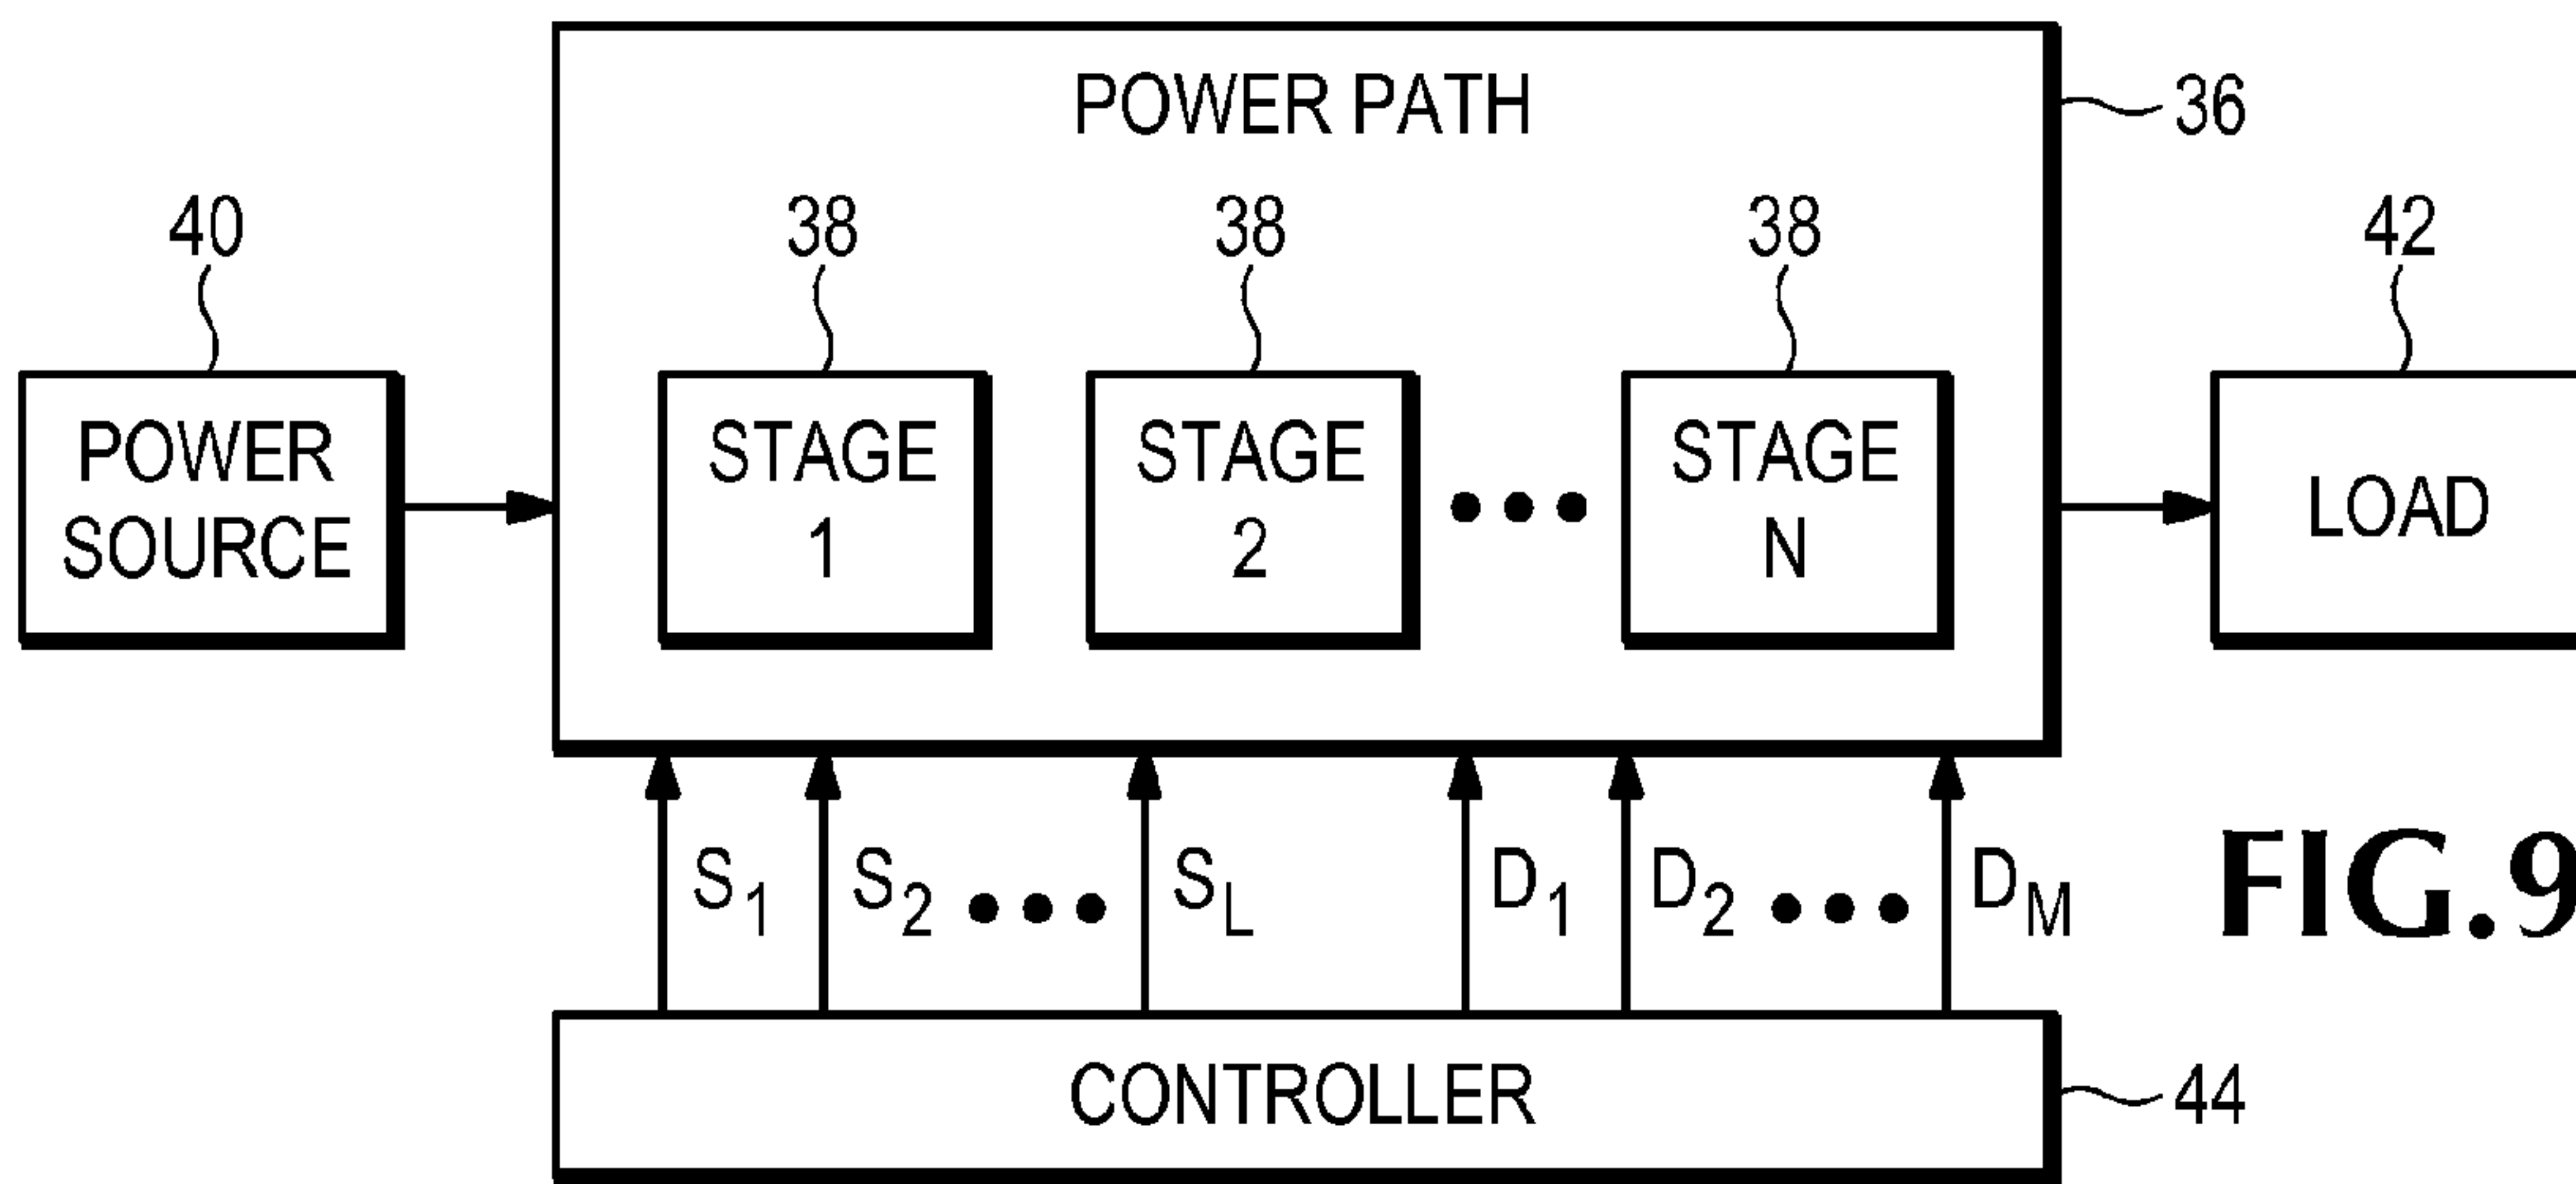 POWER PATH
36
40
38
38
38
42
POWER
SOURCE
STAGE
1
STAGE
2
•••
STAGE
N
LOAD
S1
S2
•••
SL
D1
D2
•••
DM
FIG.9
CONTROLLER
44